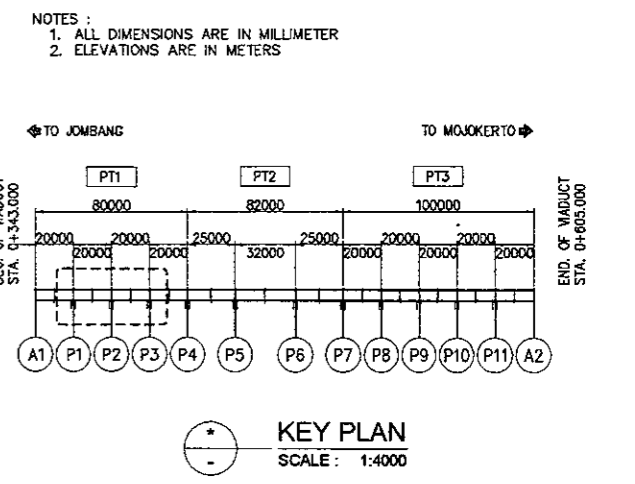 NOTES :
1. ALL DIMENSIONS ARE IN MILLIMETER
2. ELEVATIONS ARE IN METERS
TO JOMBANG
TO MOJOKERTO
PT1 PT2 PT3
80000 82000 100000
20000 20000 25000 25000 20000 20000
20000 20000 32000 20000 20000 20000
STA. 0+343.000
END. OF VIADUCT
STA. 0+605.000
A1 P1 P2 P3 P4 P5 P6 P7 P8 P9 P10 P11 A2
*
-
KEY PLAN
SCALE : 1:4000